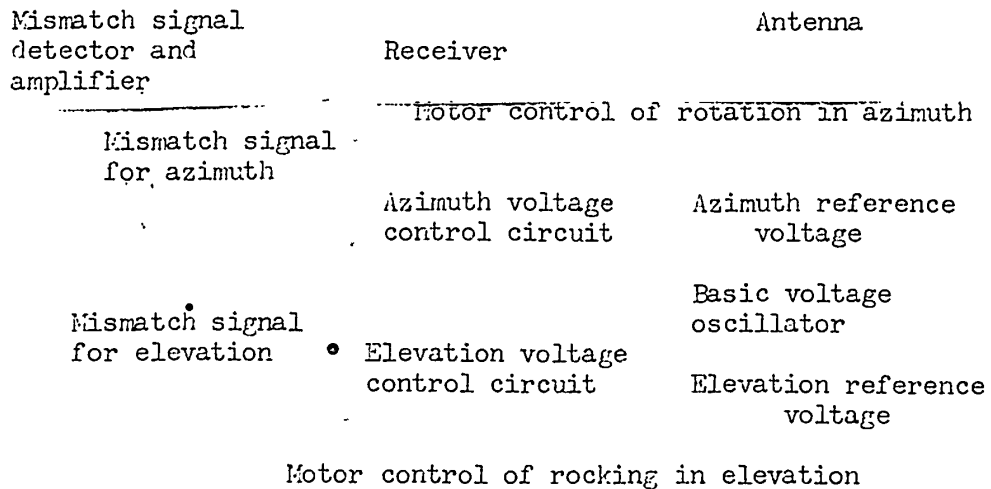 Mismatch signal
detector and
amplifier
Receiver
Antenna
Motor control of rotation in azimuth
Mismatch signal
for azimuth
Azimuth voltage
control circuit
Azimuth reference
voltage
Basic voltage
oscillator
Mismatch signal
for elevation
Elevation voltage
control circuit
Elevation reference
voltage
Motor control of rocking in elevation